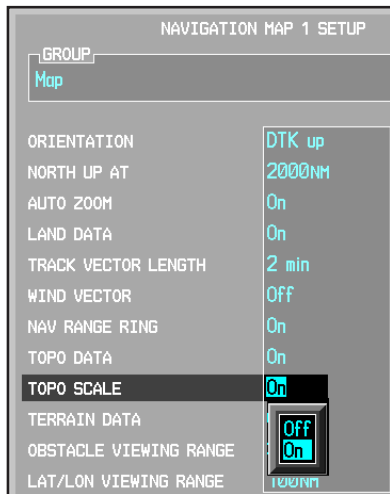 NAVIGATION MAP 1 SETUP
GROUP
Map
ORIENTATION DTK up
NORTH UP AT 2000NM
AUTO ZOOM On
LAND DATA On
TRACK VECTOR LENGTH 2 min
WIND VECTOR Off
NAV RANGE RING On
TOPO DATA On
TOPO SCALE On
TERRAIN DATA
Off
OBSTACLE VIEWING RANGE
On
LAT/LON VIEWING RANGE 100NM